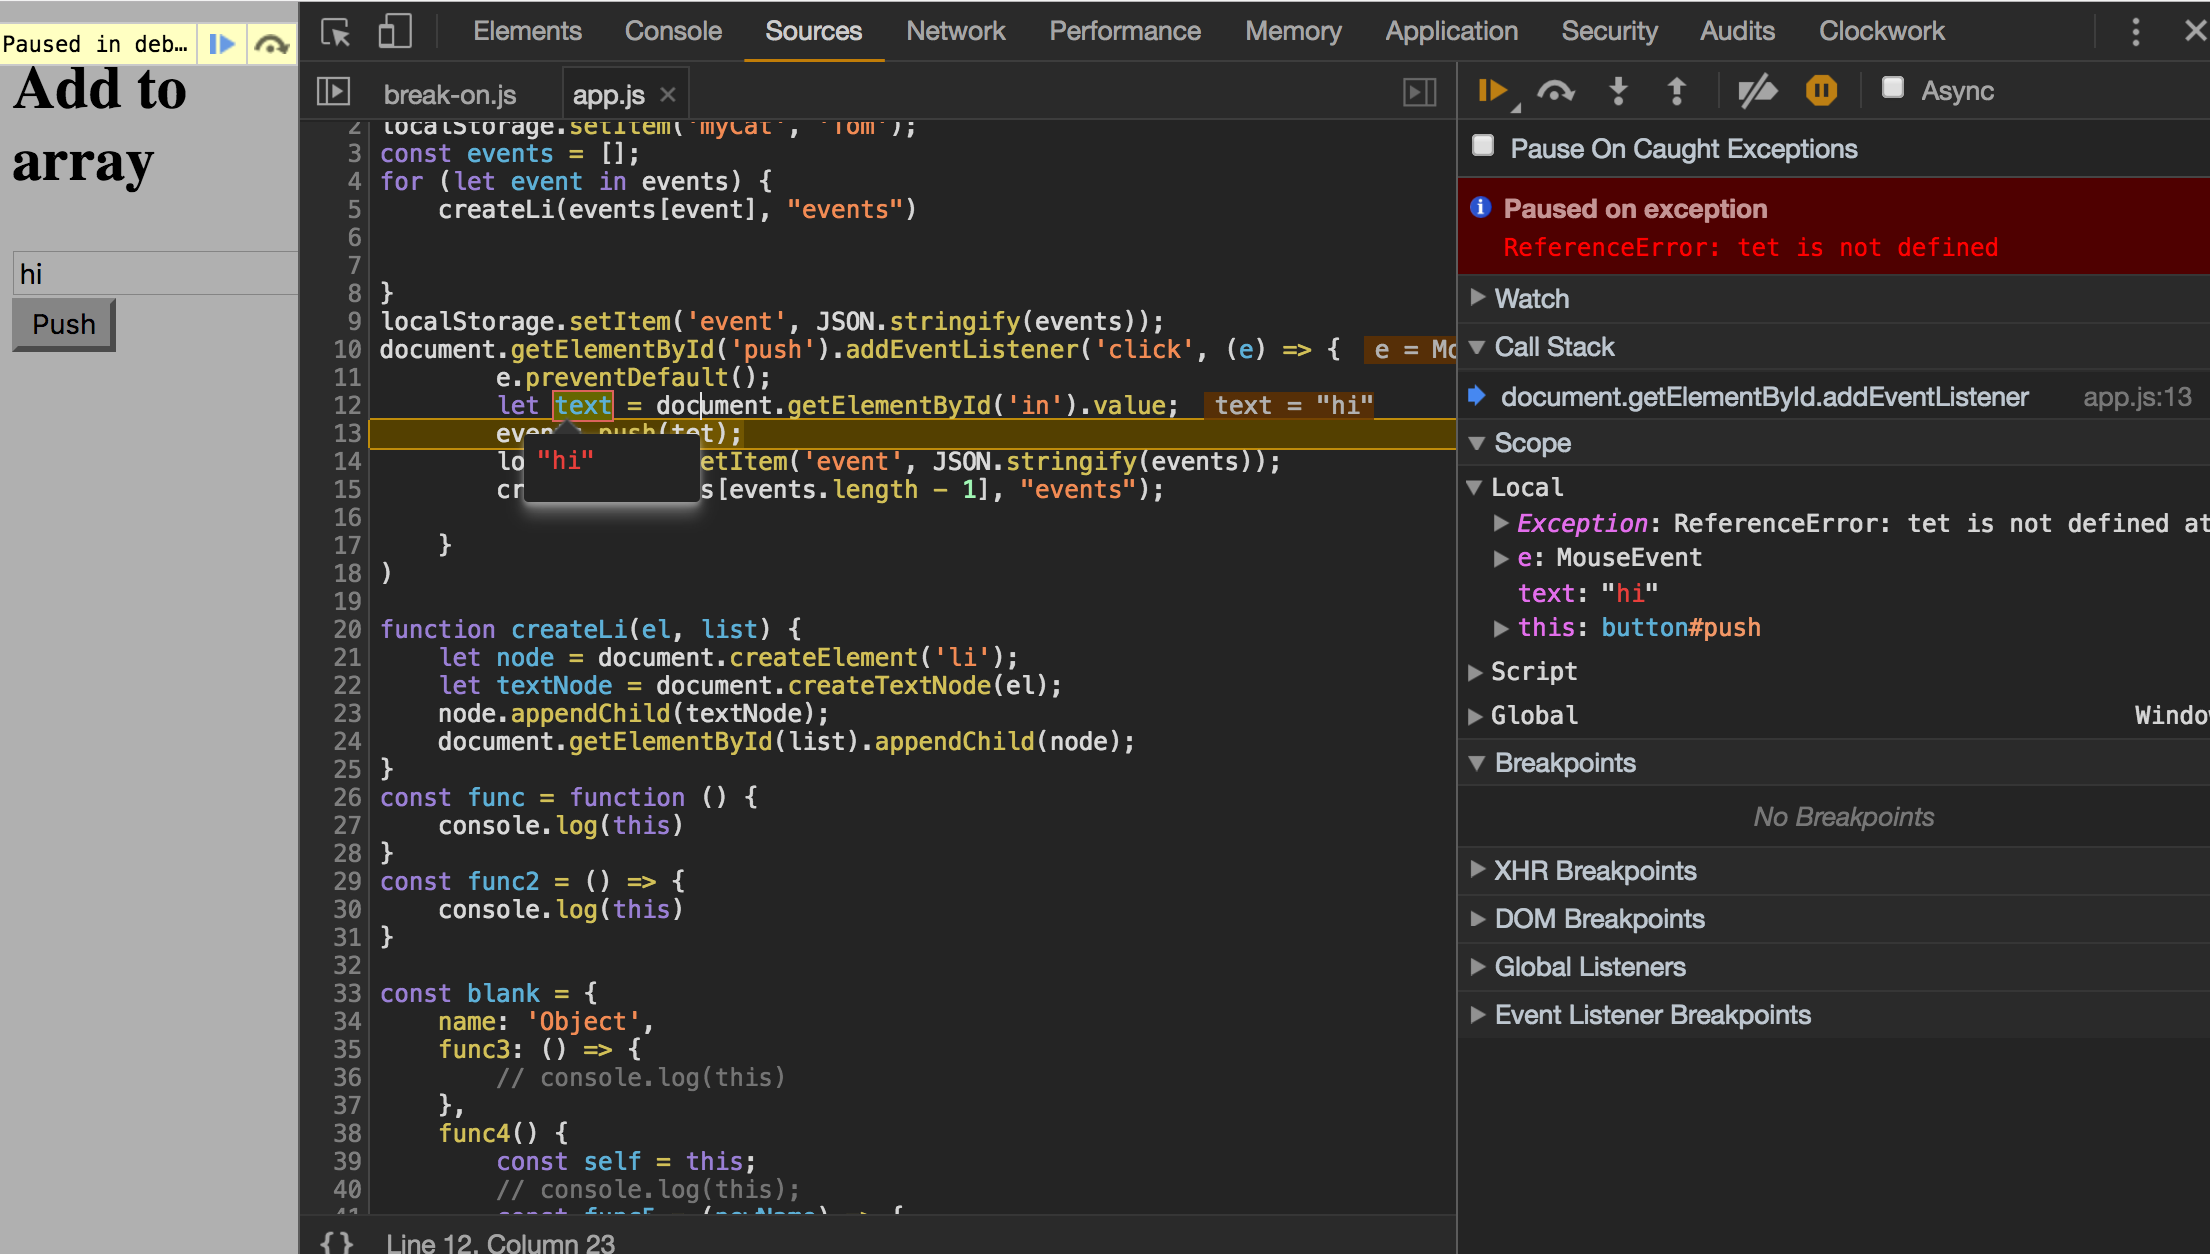 Paused in deb…
Add to
array
hi
Push
Elements Console Sources Network Performance Memory Application Security Audits Clockwork
break-on.js app.js ×
2 localStorage.setItem('myCat', 'Tom');
3 const events = [];
4 for (let event in events) {
5 createLi(events[event], "events")
6
7
8 }
9 localStorage.setItem('event', JSON.stringify(events));
10 document.getElementById('push').addEventListener('click', (e) => { e = Mo
11 e.preventDefault();
12 let text = document.getElementById('in').value; text = "hi"
13 events.push(tet);
"hi"
14 lo etItem('event', JSON.stringify(events));
15 cr s[events.length - 1], "events");
16
17 }
18 )
19
20 function createLi(el, list) {
21 let node = document.createElement('li');
22 let textNode = document.createTextNode(el);
23 node.appendChild(textNode);
24 document.getElementById(list).appendChild(node);
25 }
26 const func = function () {
27 console.log(this)
28 }
29 const func2 = () => {
30 console.log(this)
31 }
32
33 const blank = {
34 name: 'Object',
35 func3: () => {
36 // console.log(this)
37 },
38 func4() {
39 const self = this;
40 // console.log(this);
41 const func5 = (newName) => {
{} Line 12, Column 23
Async
Pause On Caught Exceptions
Paused on exception
ReferenceError: tet is not defined
Watch
Call Stack
document.getElementById.addEventListener app.js:13
Scope
Local
Exception: ReferenceError: tet is not defined at
e: MouseEvent
text: "hi"
this: button#push
Script
Global Windo
Breakpoints
No Breakpoints
XHR Breakpoints
DOM Breakpoints
Global Listeners
Event Listener Breakpoints